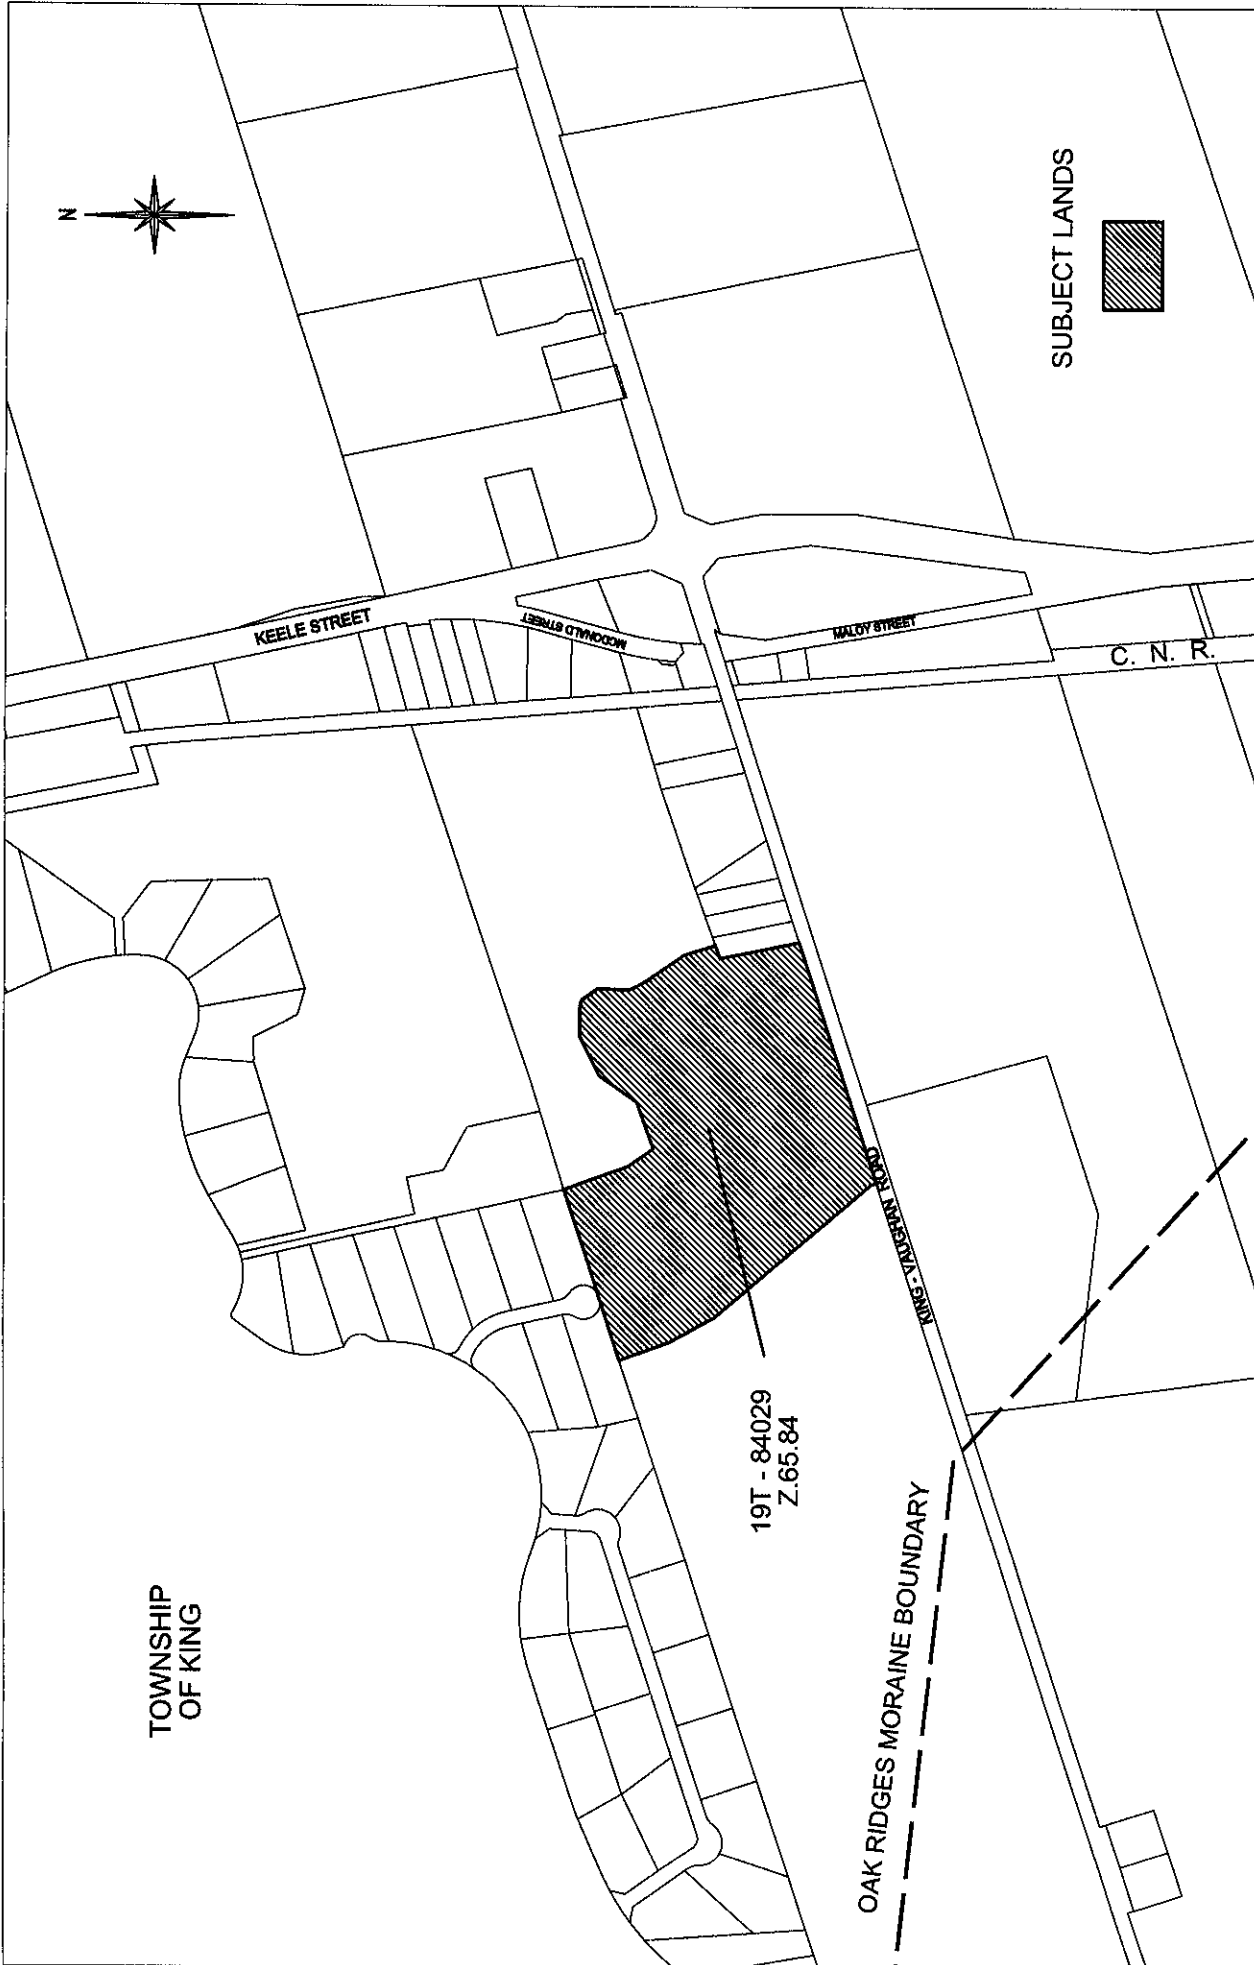 N
SUBJECT LANDS
KEELE STREET
MCDONALD STREET
MALOY STREET
C. N. R.
KING - VAUGHAN ROAD
19T - 84029
Z.65.84
TOWNSHIP
OF KING
OAK RIDGES MORAINE BOUNDARY